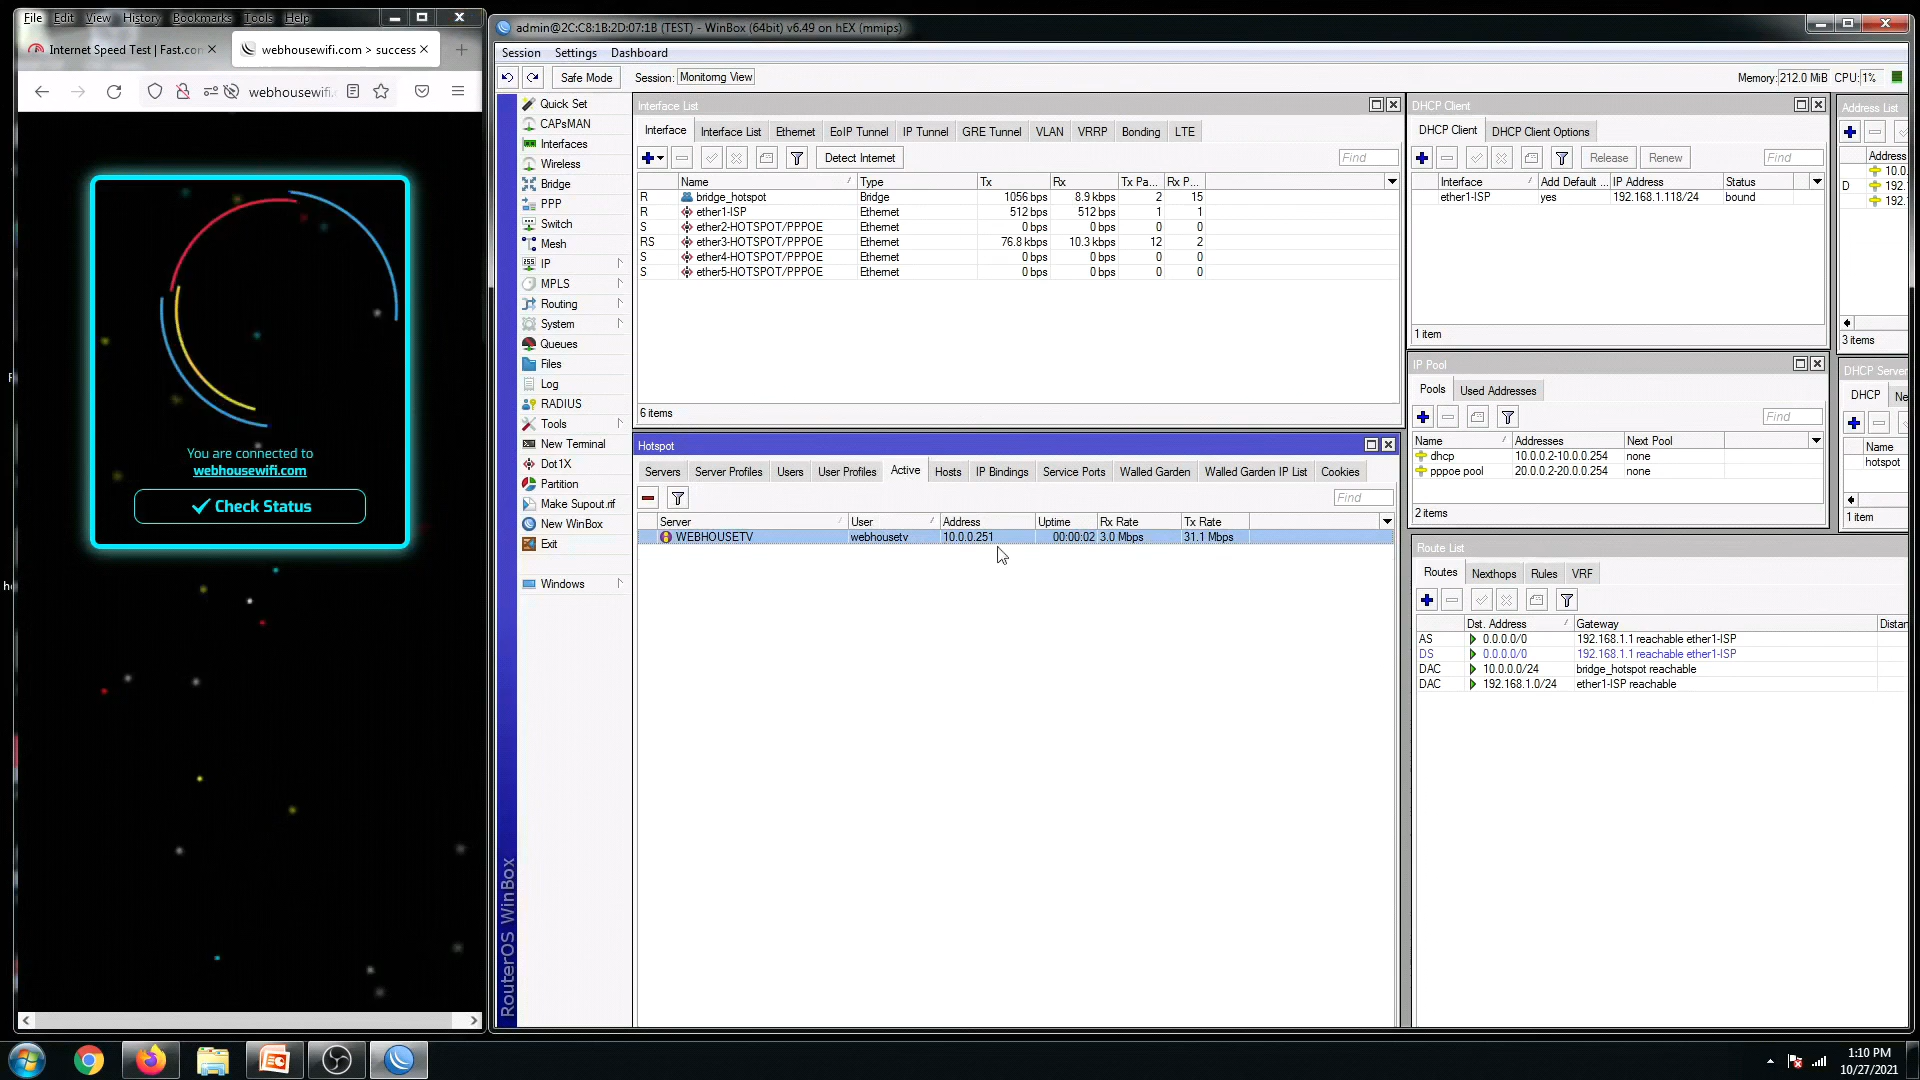 File Edit View History Bookmarks Tools Help
Internet Speed Test | Fast.com
webhousewifi.com > success
webhousewifi.
You are connected to
webhousewifi.com
Check Status
admin@2C:C8:1B:2D:07:1B (TEST) - WinBox (64bit) v6.49 on hEX (mmips)
Session Settings Dashboard
Safe Mode Session: Monitorng View Memory: 212.0 MiB CPU: 1%
Quick Set
CAPsMAN
Interfaces
Wireless
Bridge
PPP
Switch
Mesh
IP
MPLS
Routing
System
Queues
Files
Log
RADIUS
Tools
New Terminal
Dot1X
Partition
Make Supout.rif
New WinBox
Exit
Windows
RouterOS WinBox
Interface List
Interface Interface List Ethernet EoIP Tunnel IP Tunnel GRE Tunnel VLAN VRRP Bonding LTE
Detect Internet Find
Name Type Tx Rx Tx Pa... Rx P...
R bridge_hotspot Bridge 1056 bps 8.9 kbps 2 15
R ether1-ISP Ethernet 512 bps 512 bps 1 1
S ether2-HOTSPOT/PPPOE Ethernet 0 bps 0 bps 0 0
RS ether3-HOTSPOT/PPPOE Ethernet 76.8 kbps 10.3 kbps 12 2
S ether4-HOTSPOT/PPPOE Ethernet 0 bps 0 bps 0 0
S ether5-HOTSPOT/PPPOE Ethernet 0 bps 0 bps 0 0
6 items
Hotspot
Servers Server Profiles Users User Profiles Active Hosts IP Bindings Service Ports Walled Garden Walled Garden IP List Cookies
Find
Server User Address Uptime Rx Rate Tx Rate
WEBHOUSETV webhousetv 10.0.0.251 00:00:02 3.0 Mbps 31.1 Mbps
DHCP Client
DHCP Client DHCP Client Options
Release Renew Find
Interface Add Default ... IP Address Status
ether1-ISP yes 192.168.1.118/24 bound
1 item
IP Pool
Pools Used Addresses
Find
Name Addresses Next Pool
dhcp 10.0.0.2-10.0.0.254 none
pppoe pool 20.0.0.2-20.0.0.254 none
2 items
Route List
Routes Nexthops Rules VRF
Dst. Address Gateway Distan
AS 0.0.0.0/0 192.168.1.1 reachable ether1-ISP
DS 0.0.0.0/0 192.168.1.1 reachable ether1-ISP
DAC 10.0.0.0/24 bridge_hotspot reachable
DAC 192.168.1.0/24 ether1-ISP reachable
Address List
Address
10.0.
D 192.
192.
3 items
DHCP Server
DHCP Ne
Name
hotspot
1 item
1:10 PM
10/27/2021